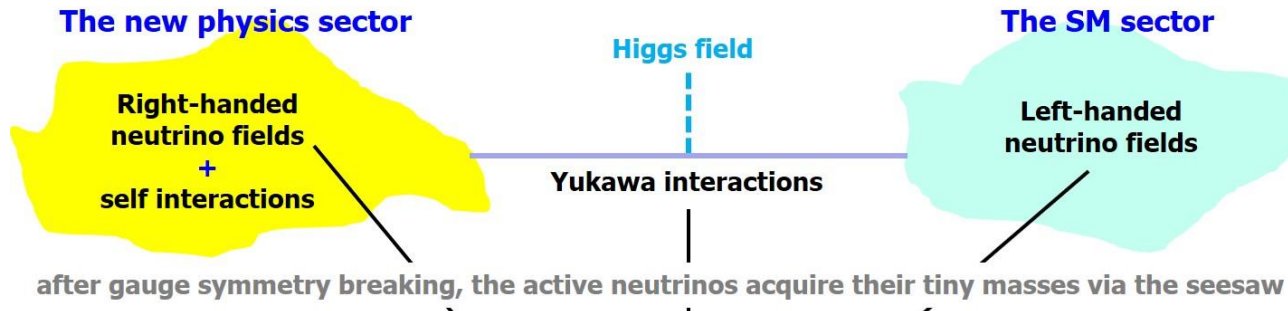 The new physics sector
The SM sector
Higgs field
Right-handed
neutrino fields
+
self interactions
Left-handed
neutrino fields
Yukawa interactions
after gauge symmetry breaking, the active neutrinos acquire their tiny masses via the seesaw